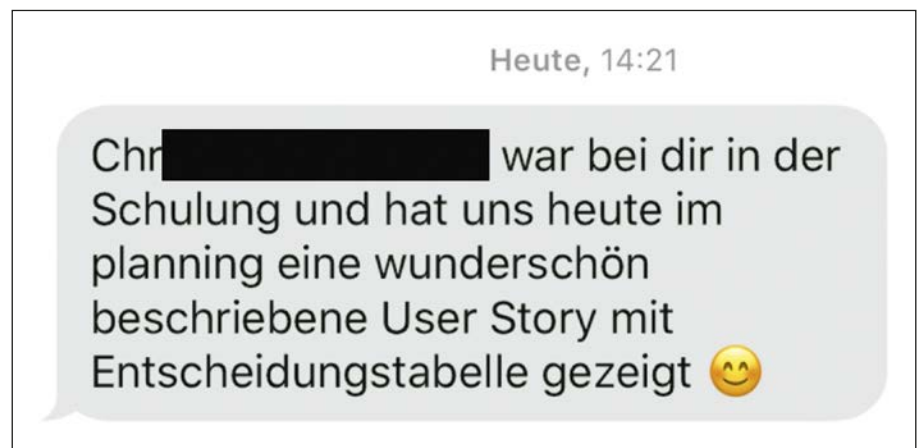 Heute, 14:21
Chr war bei dir in der
Schulung und hat uns heute im
planning eine wunderschön
beschriebene User Story mit
Entscheidungstabelle gezeigt 😊